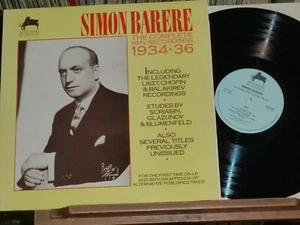 SIMON BARERE
THE COMPLETE
HMV RECORDINGS
1934-36
INCLUDING
THE LEGENDARY
LISZT, CHOPIN
& BALAKIREV
RECORDINGS
ETUDES BY
SCRIABIN,
GLAZUNOV
& BLUMENFELD
ALSO
SEVERAL TITLES
PREVIOUSLY
UNISSUED
FOR THE FIRST TIME ON LP
AND WITH AN APPENDIX OF
ALTERNATIVE PUBLISHED TAKES